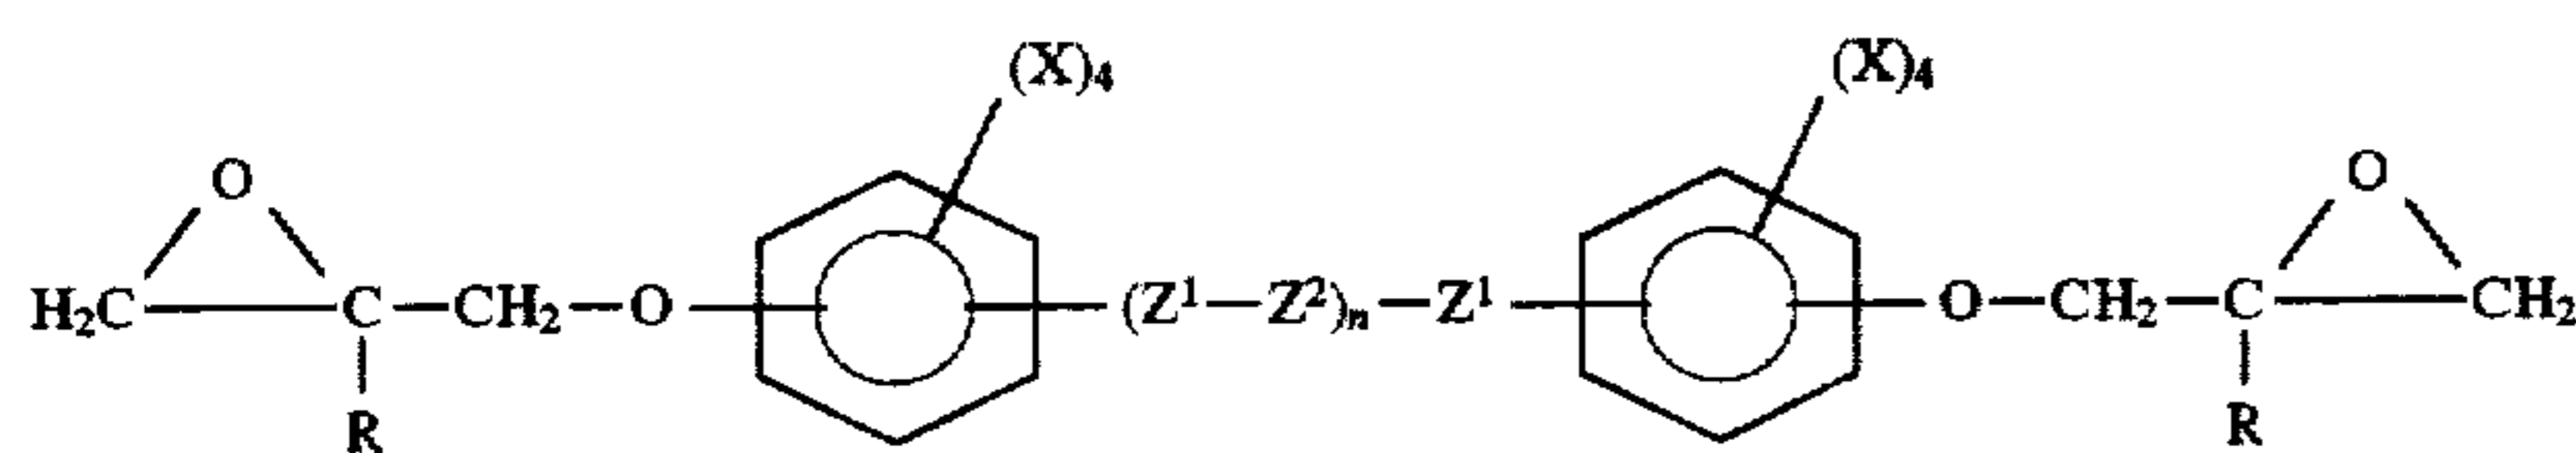 (X)₄ (X)₄
O O
H₂C C—CH₂—O (Z¹—Z²)ₙ—Z¹ O—CH₂—C CH₂
R R